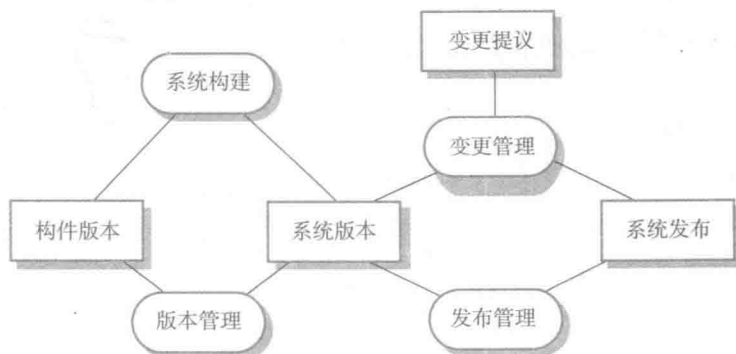 变更提议
系统构建
变更管理
构件版本
系统版本
系统发布
版本管理
发布管理